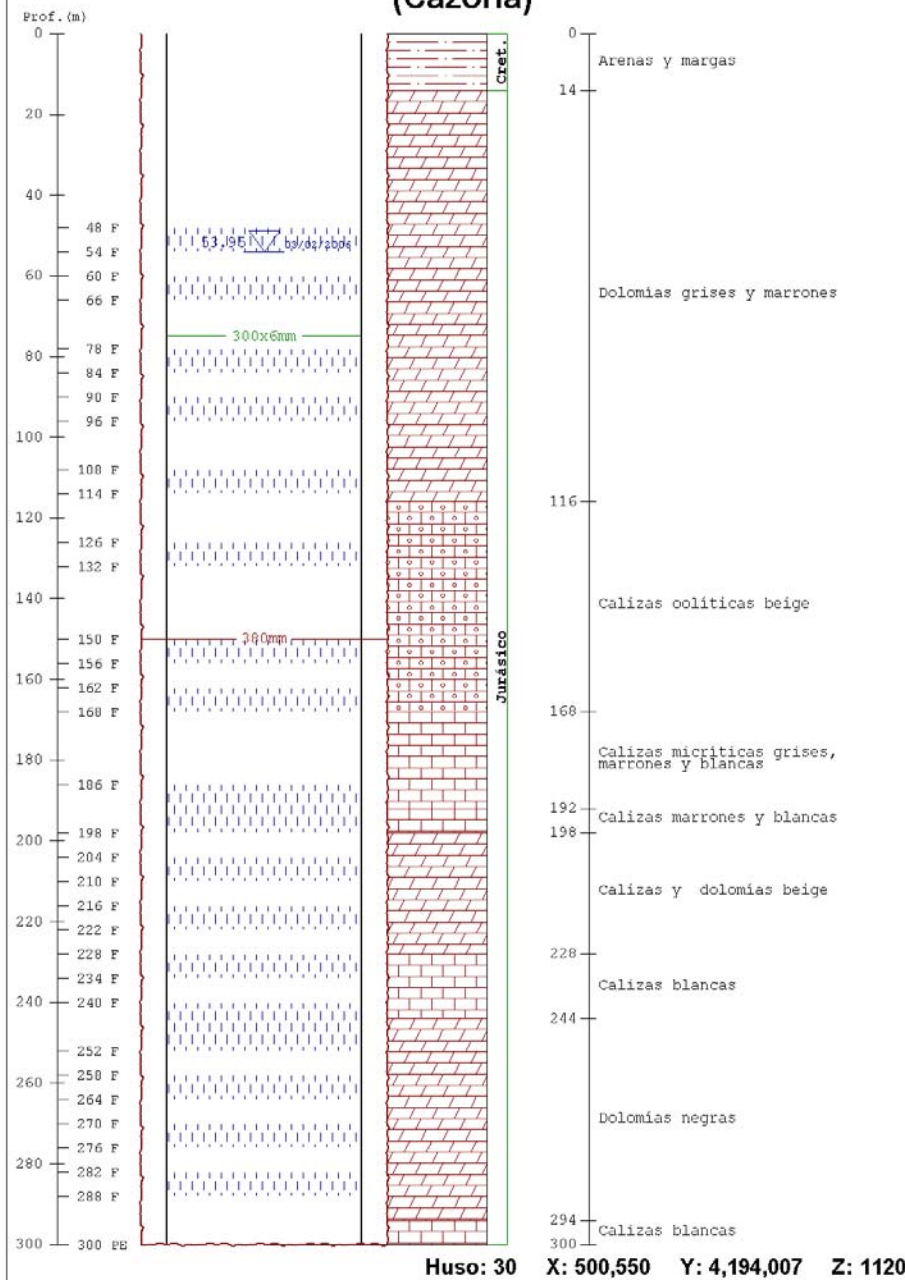 (Cazorla)
Prof.(m)
0
20
40
60
80
100
120
140
160
180
200
220
240
260
280
300
48 F
54 F
60 F
66 F
78 F
84 F
90 F
96 F
108 F
114 F
126 F
132 F
150 F
156 F
162 F
168 F
186 F
198 F
204 F
210 F
216 F
222 F
228 F
234 F
240 F
252 F
258 F
264 F
270 F
276 F
282 F
288 F
300 PE
53.95 03/02/2006
300x6mm
380mm
Cret.
Jurásico
0
Arenas y margas
14
Dolomías grises y marrones
116
Calizas oolíticas beige
168
Calizas micríticas grises,
marrones y blancas
192
Calizas marrones y blancas
198
Calizas y dolomías beige
228
Calizas blancas
244
Dolomías negras
294
Calizas blancas
300
Huso: 30 X: 500,550 Y: 4,194,007 Z: 1120